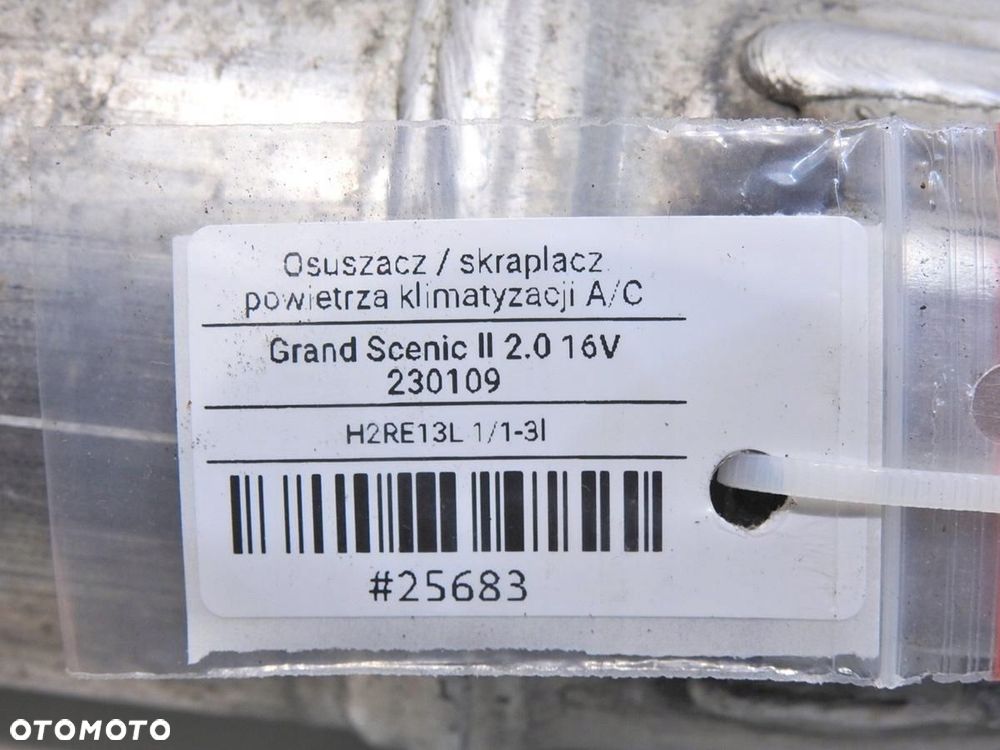 Osuszacz / skraplacz
powietrza klimatyzacji A/C
Grand Scenic II 2.0 16V
230109
H2RE13L 1/1-3l
#25683
OTOMOTO